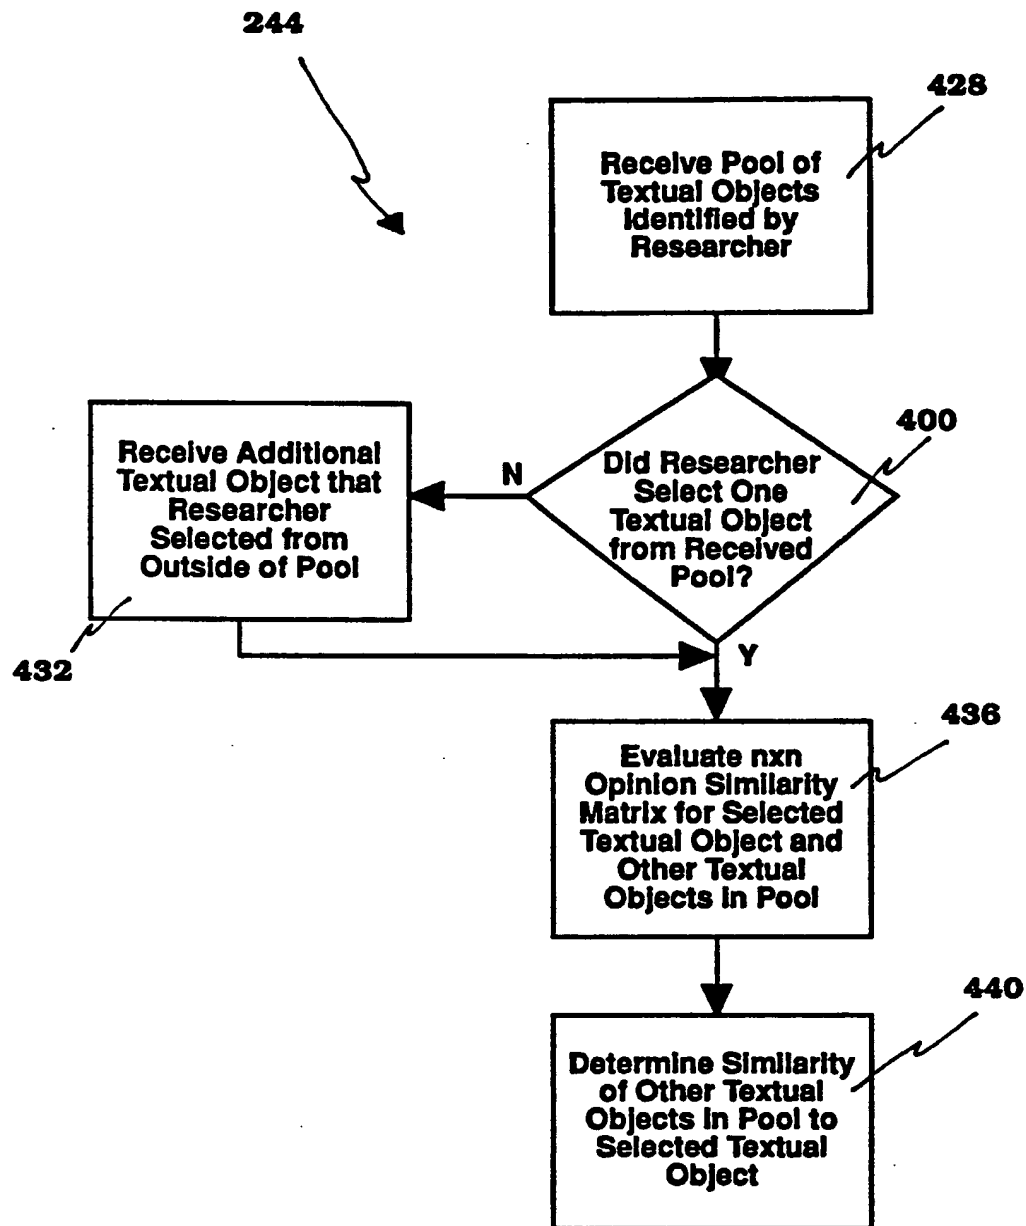 244
428
Receive Pool of
Textual Objects
Identified by
Researcher
400
Did Researcher
Select One
Textual Object
from Received
Pool?
N
Receive Additional
Textual Object that
Researcher
Selected from
Outside of Pool
432
Y
436
Evaluate nxn
Opinion Similarity
Matrix for Selected
Textual Object and
Other Textual
Objects in Pool
440
Determine Similarity
of Other Textual
Objects in Pool to
Selected Textual
Object